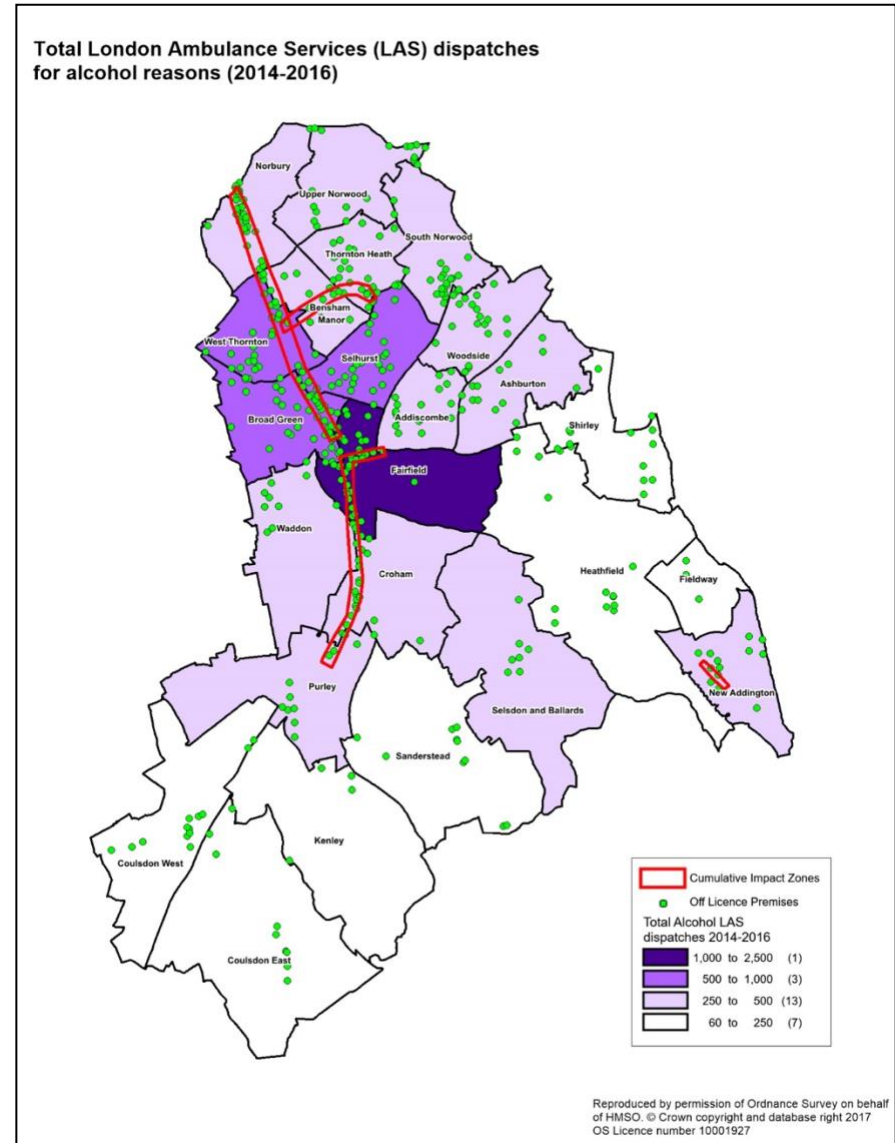 Total London Ambulance Services (LAS) dispatches
for alcohol reasons (2014-2016)
Norbury
Upper Norwood
South Norwood
Thornton Heath
Bensham
Manor
West Thornton
Selhurst
Woodside
Ashburton
Broad Green
Addiscombe
Shirley
Fairfield
Waddon
Heathfield
Croham
Fieldway
Purley
Selsdon and Ballards
New Addington
Sanderstead
Kenley
Coulsdon West
Coulsdon East
Cumulative Impact Zones
Off Licence Premises
Total Alcohol LAS
dispatches 2014-2016
1,000 to 2,500 (1)
500 to 1,000 (3)
250 to 500 (13)
60 to 250 (7)
Reproduced by permission of Ordnance Survey on behalf
of HMSO. © Crown copyright and database right 2017
OS Licence number 10001927